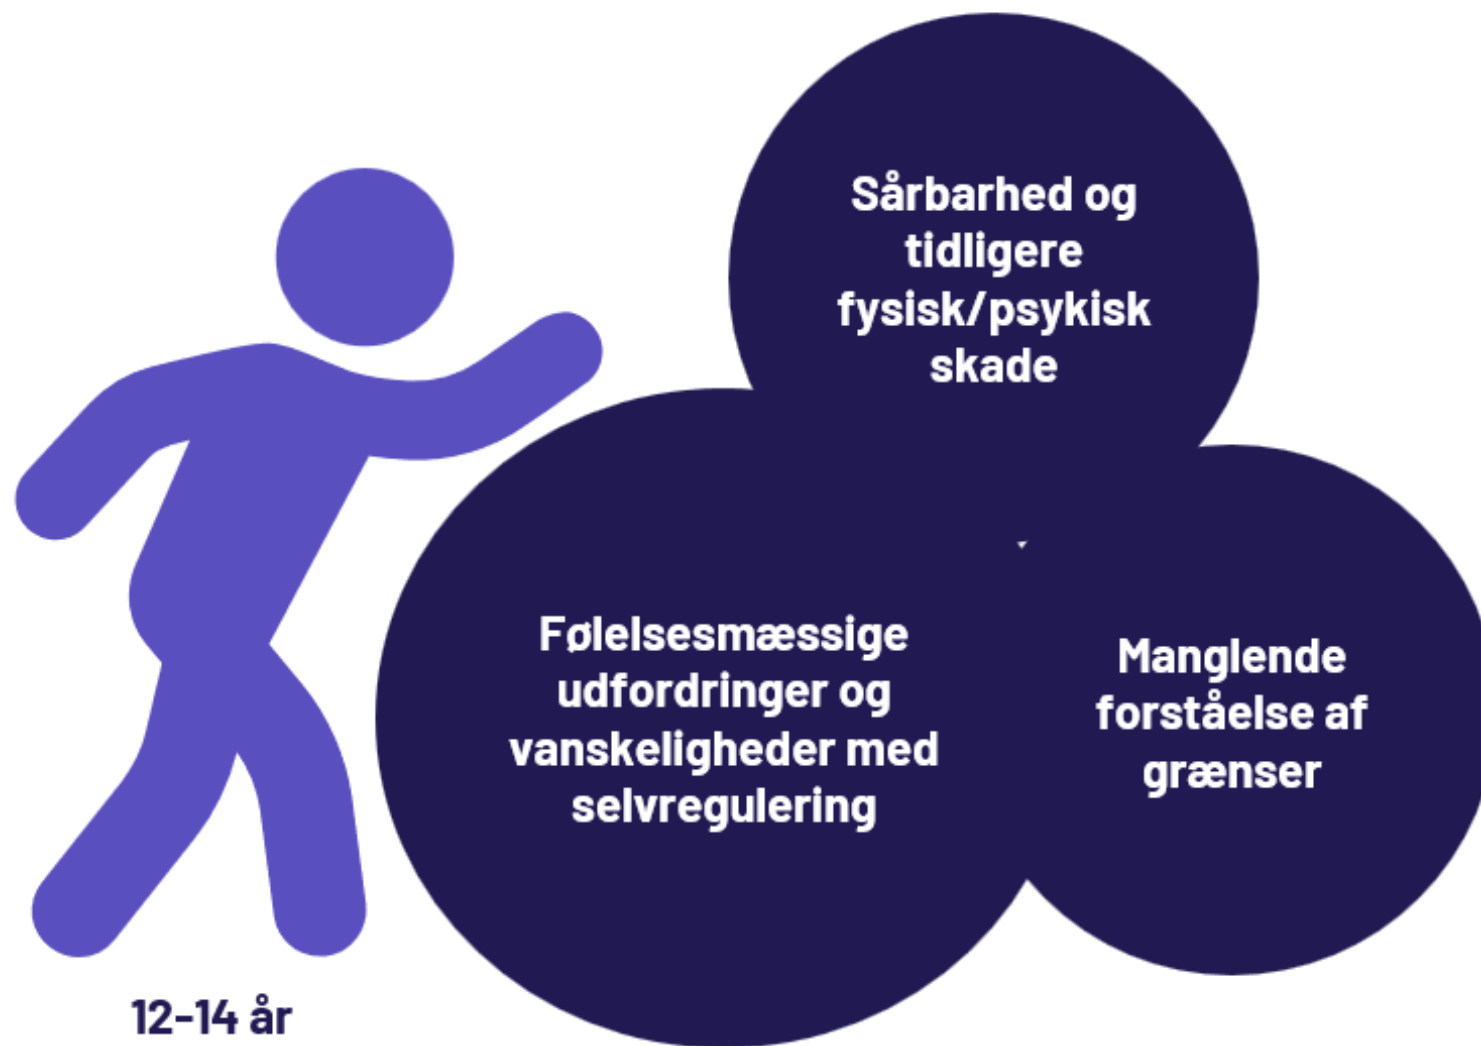 Sårbarhed og
tidligere
fysisk/psykisk
skade
Følelsesmæssige
udfordringer og
vanskeligheder med
selvregulering
Manglende
forståelse af
grænser
12-14 år